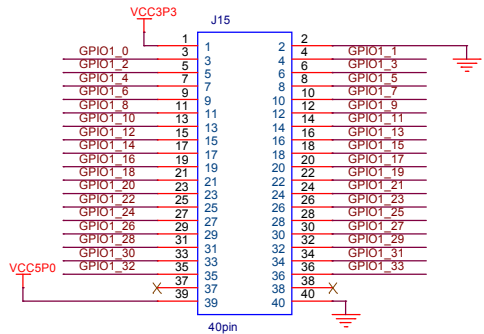 VCC3P3
J15
1 1 2 2
GPIO1_0 3 3 4 4 GPIO1_1
GPIO1_2 5 5 6 6 GPIO1_3
GPIO1_4 7 7 8 8 GPIO1_5
GPIO1_6 9 9 10 10 GPIO1_7
GPIO1_8 11 11 12 12 GPIO1_9
GPIO1_10 13 13 14 14 GPIO1_11
GPIO1_12 15 15 16 16 GPIO1_13
GPIO1_14 17 17 18 18 GPIO1_15
GPIO1_16 19 19 20 20 GPIO1_17
GPIO1_18 21 21 22 22 GPIO1_19
GPIO1_20 23 23 24 24 GPIO1_21
GPIO1_22 25 25 26 26 GPIO1_23
GPIO1_24 27 27 28 28 GPIO1_25
GPIO1_26 29 29 30 30 GPIO1_27
GPIO1_28 31 31 32 32 GPIO1_29
GPIO1_30 33 33 34 34 GPIO1_31
GPIO1_32 35 35 36 36 GPIO1_33
VCC5P0
37 37 38 38
39 39 40 40
40pin